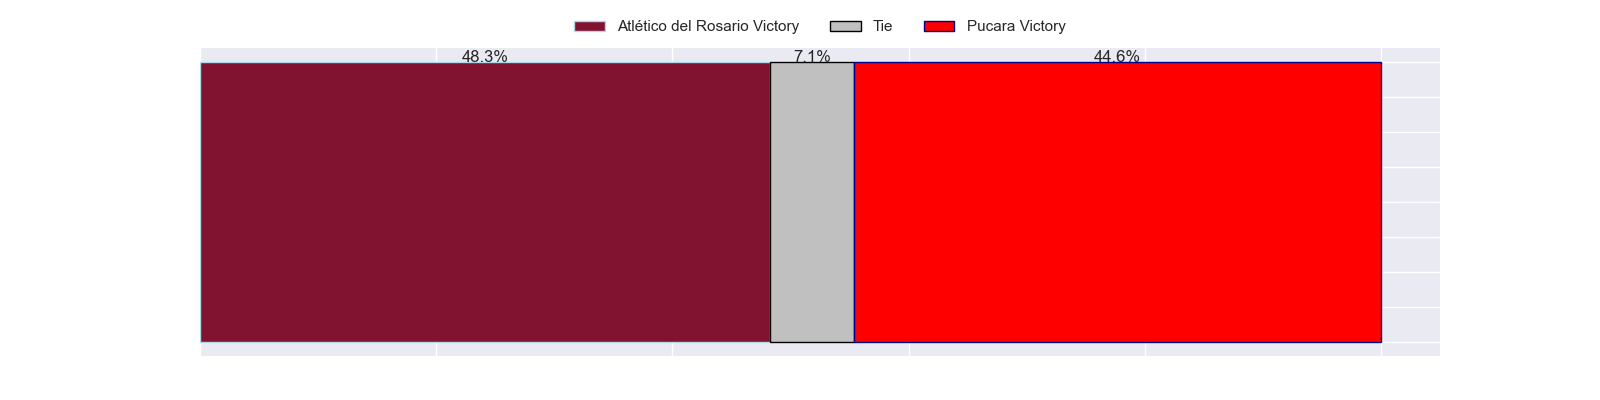 Atlético del Rosario Victory Tie Pucara Victory
48.3% 7.1% 44.6%